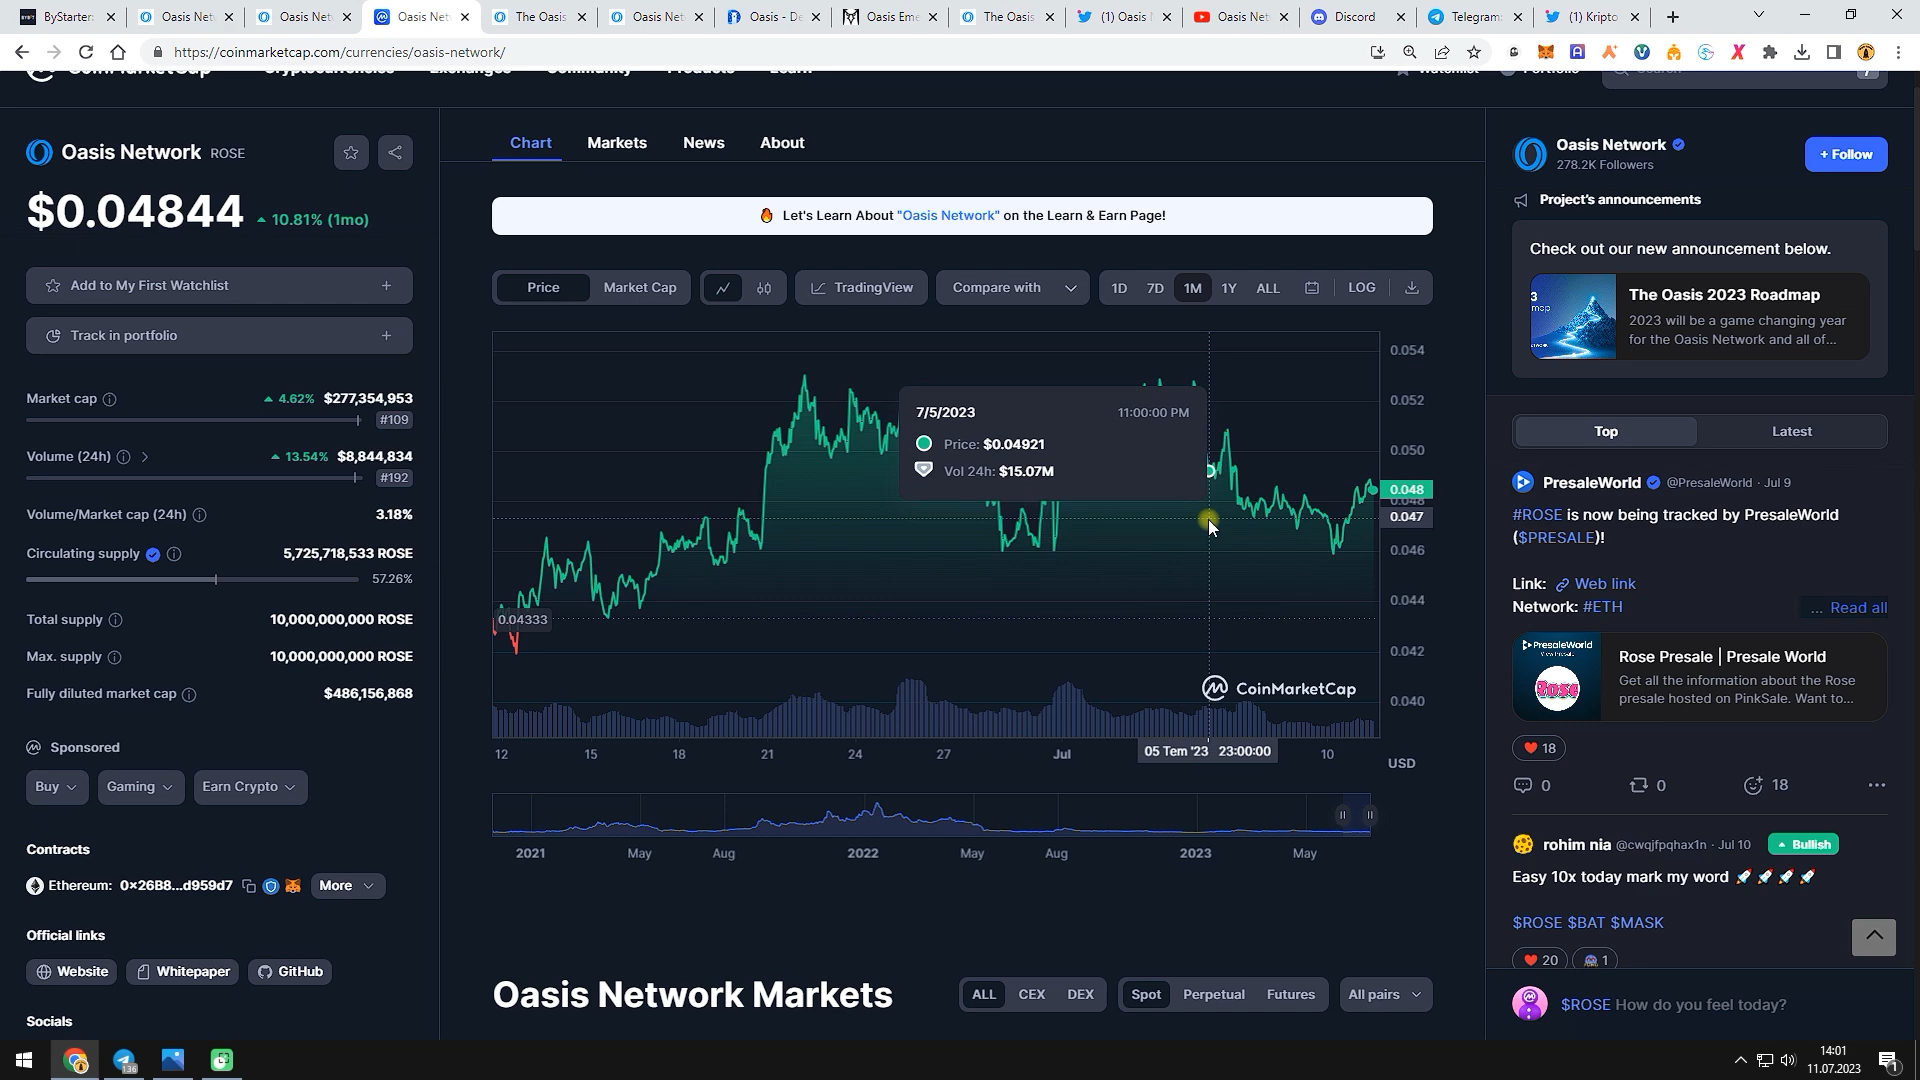 ByStarter:
Oasis Net
Oasis Net
Oasis Net
The Oasis
Oasis Net
Oasis - De
Oasis Eme
The Oasis
(1) Oasis N
Oasis Net
Discord
Telegram:
(1) Kripto
https://coinmarketcap.com/currencies/oasis-network/
CoinMarketCap
Cryptocurrencies
Exchanges
Community
Products
Learn
Watchlist
Portfolio
Search
Oasis Network ROSE
$0.04844
10.81% (1mo)
Add to My First Watchlist
Track in portfolio
Market cap
4.62% $277,354,953
#109
Volume (24h)
13.54% $8,844,834
#192
Volume/Market cap (24h)
3.18%
Circulating supply
5,725,718,533 ROSE
57.26%
Total supply
10,000,000,000 ROSE
Max. supply
10,000,000,000 ROSE
Fully diluted market cap
$486,156,868
Sponsored
Buy
Gaming
Earn Crypto
Contracts
Ethereum: 0x26B8...d959d7
More
Official links
Website
Whitepaper
GitHub
Socials
Chart
Markets
News
About
Let's Learn About "Oasis Network" on the Learn & Earn Page!
Price
Market Cap
TradingView
Compare with
1D
7D
1M
1Y
ALL
LOG
7/5/2023
11:00:00 PM
Price: $0.04921
Vol 24h: $15.07M
0.054
0.052
0.050
0.048
0.048
0.047
0.046
0.044
0.042
0.040
0.04333
CoinMarketCap
12
15
18
21
24
27
Jul
05 Tem '23 23:00:00
10
USD
2021
May
Aug
2022
May
Aug
2023
May
Oasis Network Markets
ALL
CEX
DEX
Spot
Perpetual
Futures
All pairs
Oasis Network
278.2K Followers
+ Follow
Project's announcements
Check out our new announcement below.
The Oasis 2023 Roadmap
2023 will be a game changing year
for the Oasis Network and all of...
Top
Latest
PresaleWorld @PresaleWorld · Jul 9
#ROSE is now being tracked by PresaleWorld
($PRESALE)!
Link: Web link
Network: #ETH
... Read all
PresaleWorld
Rose
Rose Presale | Presale World
Get all the information about the Rose
presale hosted on PinkSale. Want to...
18
0
0
18
rohim nia @cwqjfpqhax1n · Jul 10
Bullish
Easy 10x today mark my word
$ROSE $BAT $MASK
20
1
$ROSE How do you feel today?
136
14:01
11.07.2023
1